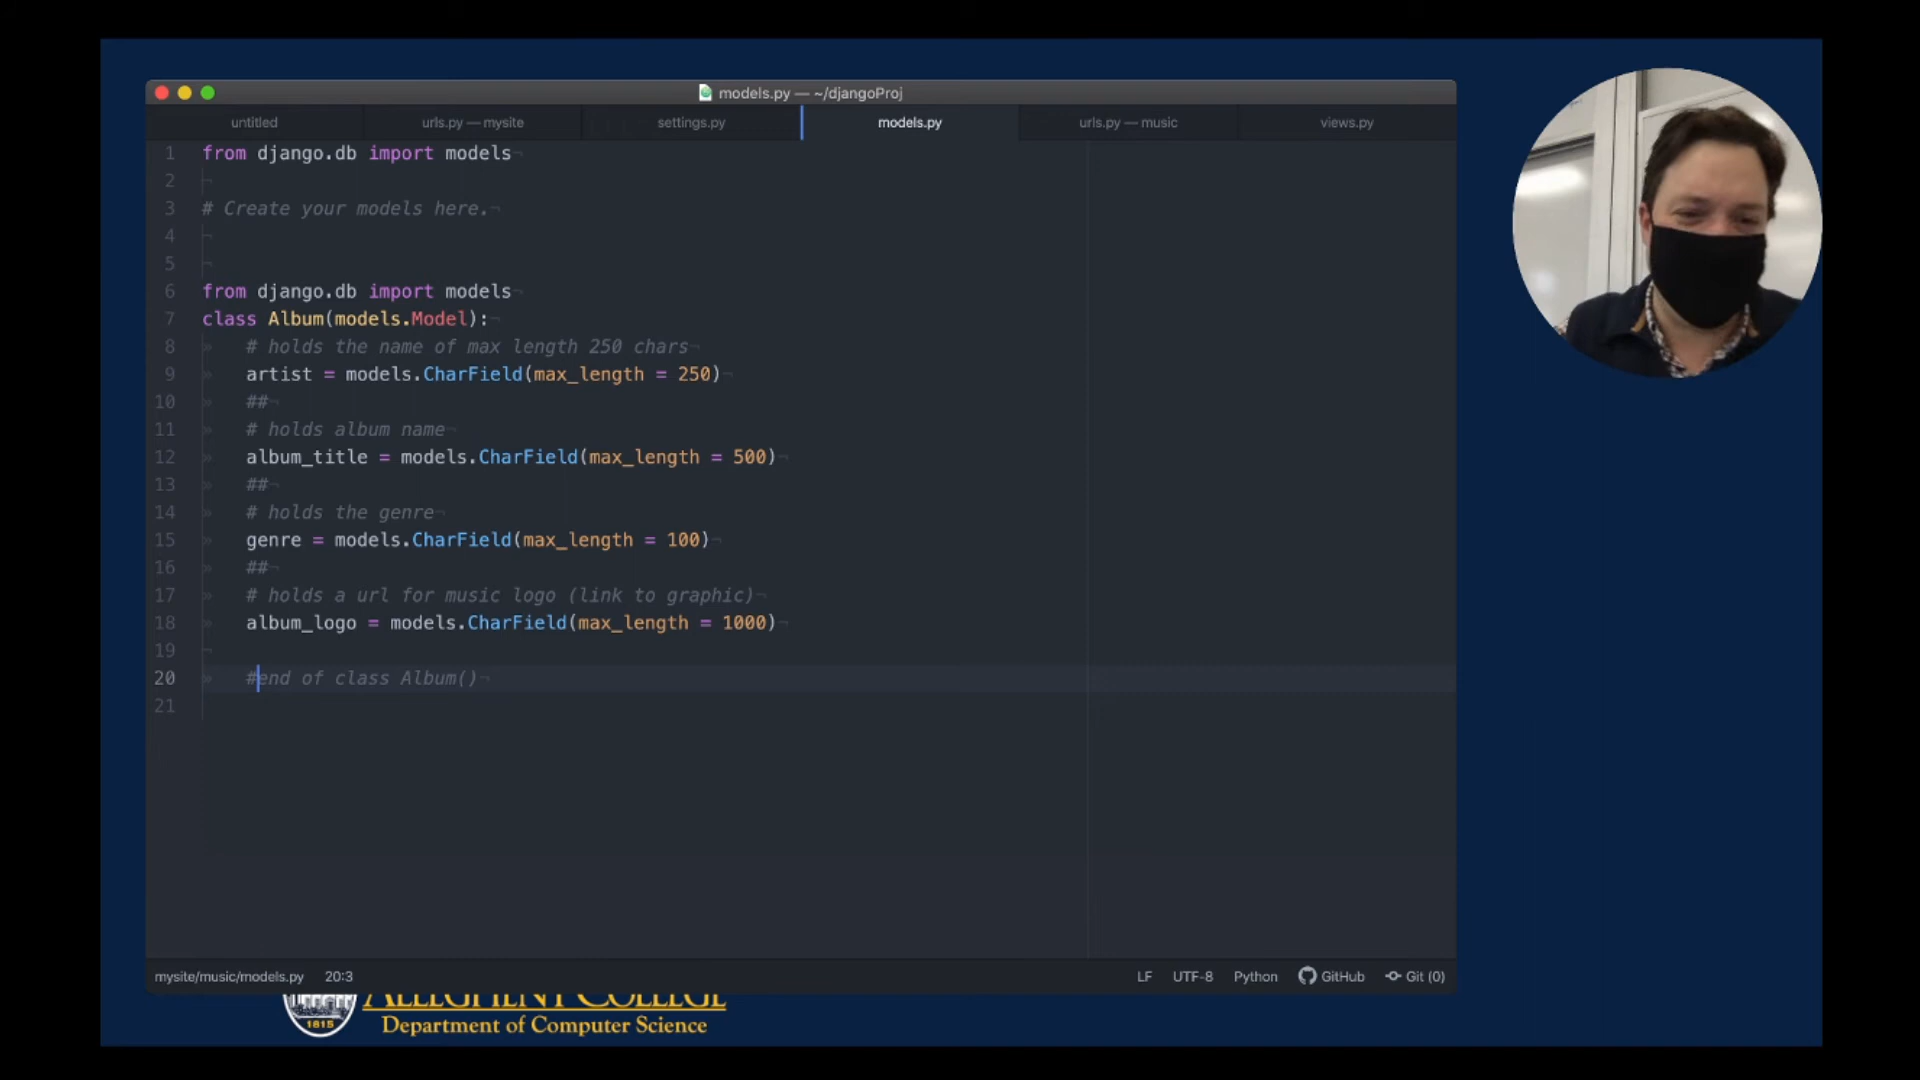 models.py — ~/djangoProj
untitled
urls.py — mysite
settings.py
models.py
urls.py — music
views.py
1 from django.db import models
2
3 # Create your models here.
4
5
6 from django.db import models
7 class Album(models.Model):
8 # holds the name of max length 250 chars
9 artist = models.CharField(max_length = 250)
10 ##
11 # holds album name
12 album_title = models.CharField(max_length = 500)
13 ##
14 # holds the genre
15 genre = models.CharField(max_length = 100)
16 ##
17 # holds a url for music logo (link to graphic)
18 album_logo = models.CharField(max_length = 1000)
19
20 #end of class Album()
21
mysite/music/models.py 20:3 LF UTF-8 Python GitHub Git (0)
ALLEGHENY COLLEGE
1815
Department of Computer Science